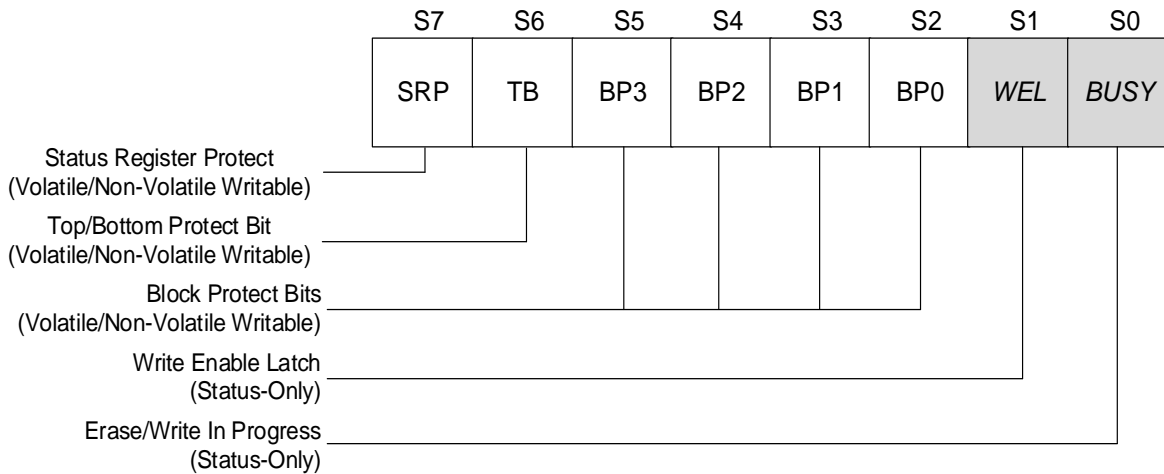 S7 S6 S5 S4 S3 S2 S1 S0
SRP TB BP3 BP2 BP1 BP0 WEL BUSY
Status Register Protect
(Volatile/Non-Volatile Writable)
Top/Bottom Protect Bit
(Volatile/Non-Volatile Writable)
Block Protect Bits
(Volatile/Non-Volatile Writable)
Write Enable Latch
(Status-Only)
Erase/Write In Progress
(Status-Only)